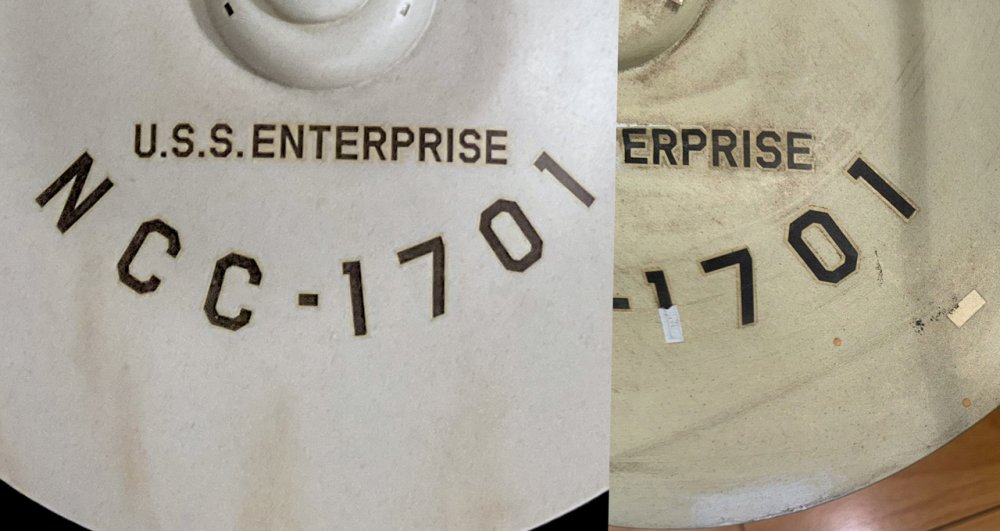 U.S.S. ENTERPRISE
NCC-1701
ERPRISE
-1701